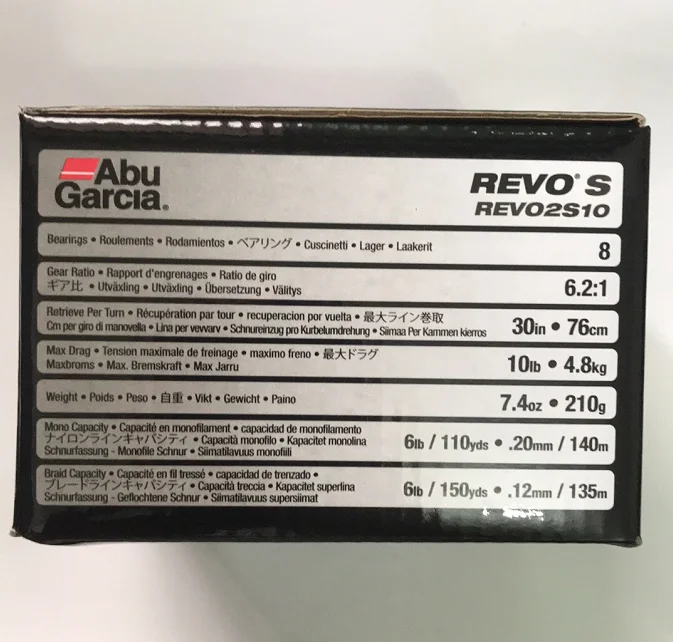 Abu
Garcia®
REVO® S
REVO2S10
Bearings • Roulements • Rodamientos • ベアリング • Cuscinetti • Lager • Laakerit
8
Gear Ratio • Rapport d'engrenages • Ratio de giro
ギア比 • Utväxling • Utväxling • Übersetzung • Välitys
6.2:1
Retrieve Per Turn • Récupération par tour • recuperacion por vuelta • 最大ライン巻取
Cm per giro di manovella • Lina per vevvarv • Schnureinzug pro Kurbelumdrehung • Siimaa Per Kammen kierros
30in • 76cm
Max Drag • Tension maximale de freinage • maximo freno • 最大ドラグ
Maxbroms • Max. Bremskraft • Max Jarru
10lb • 4.8kg
Weight • Poids • Peso • 自重 • Vikt • Gewicht • Paino
7.4oz • 210g
Mono Capacity • Capacité en monofilament • capacidad de monofilamento
ナイロンラインキャパシティ • Capacità monofilo • Kapacitet monolina
Schnurfassung - Monofile Schnur • Siimatilavuus monofiili
6lb / 110yds • .20mm / 140m
Braid Capacity • Capacité en fil tressé • capacidad de trenzado •
ブレードラインキャパシティ • Capacità treccia • Kapacitet superlina
Schnurfassung - Geflochtene Schnur • Siimatilavuus supersiimat
6lb / 150yds • .12mm / 135m